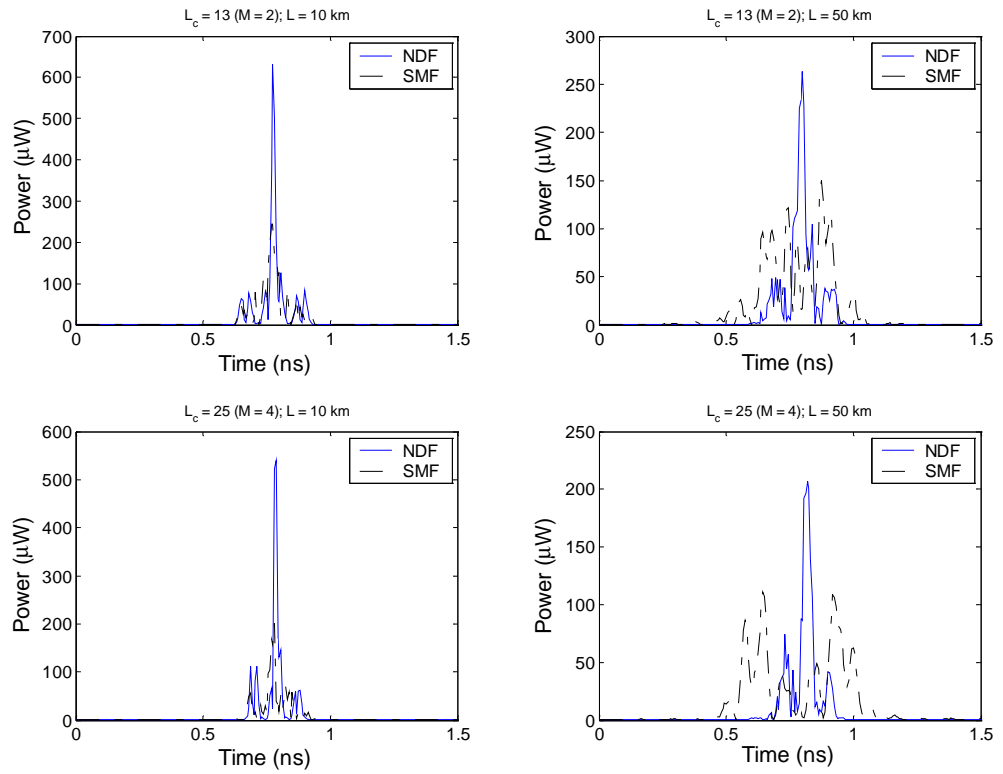 L_c = 13 (M = 2); L = 10 km
700
600
500
400
300
200
100
0
Power (μW)
NDF
SMF
0
0.5
1
1.5
Time (ns)
L_c = 13 (M = 2); L = 50 km
300
250
200
150
100
50
0
Power (μW)
NDF
SMF
0
0.5
1
1.5
Time (ns)
L_c = 25 (M = 4); L = 10 km
600
500
400
300
200
100
0
Power (μW)
NDF
SMF
0
0.5
1
1.5
Time (ns)
L_c = 25 (M = 4); L = 50 km
250
200
150
100
50
0
Power (μW)
NDF
SMF
0
0.5
1
1.5
Time (ns)